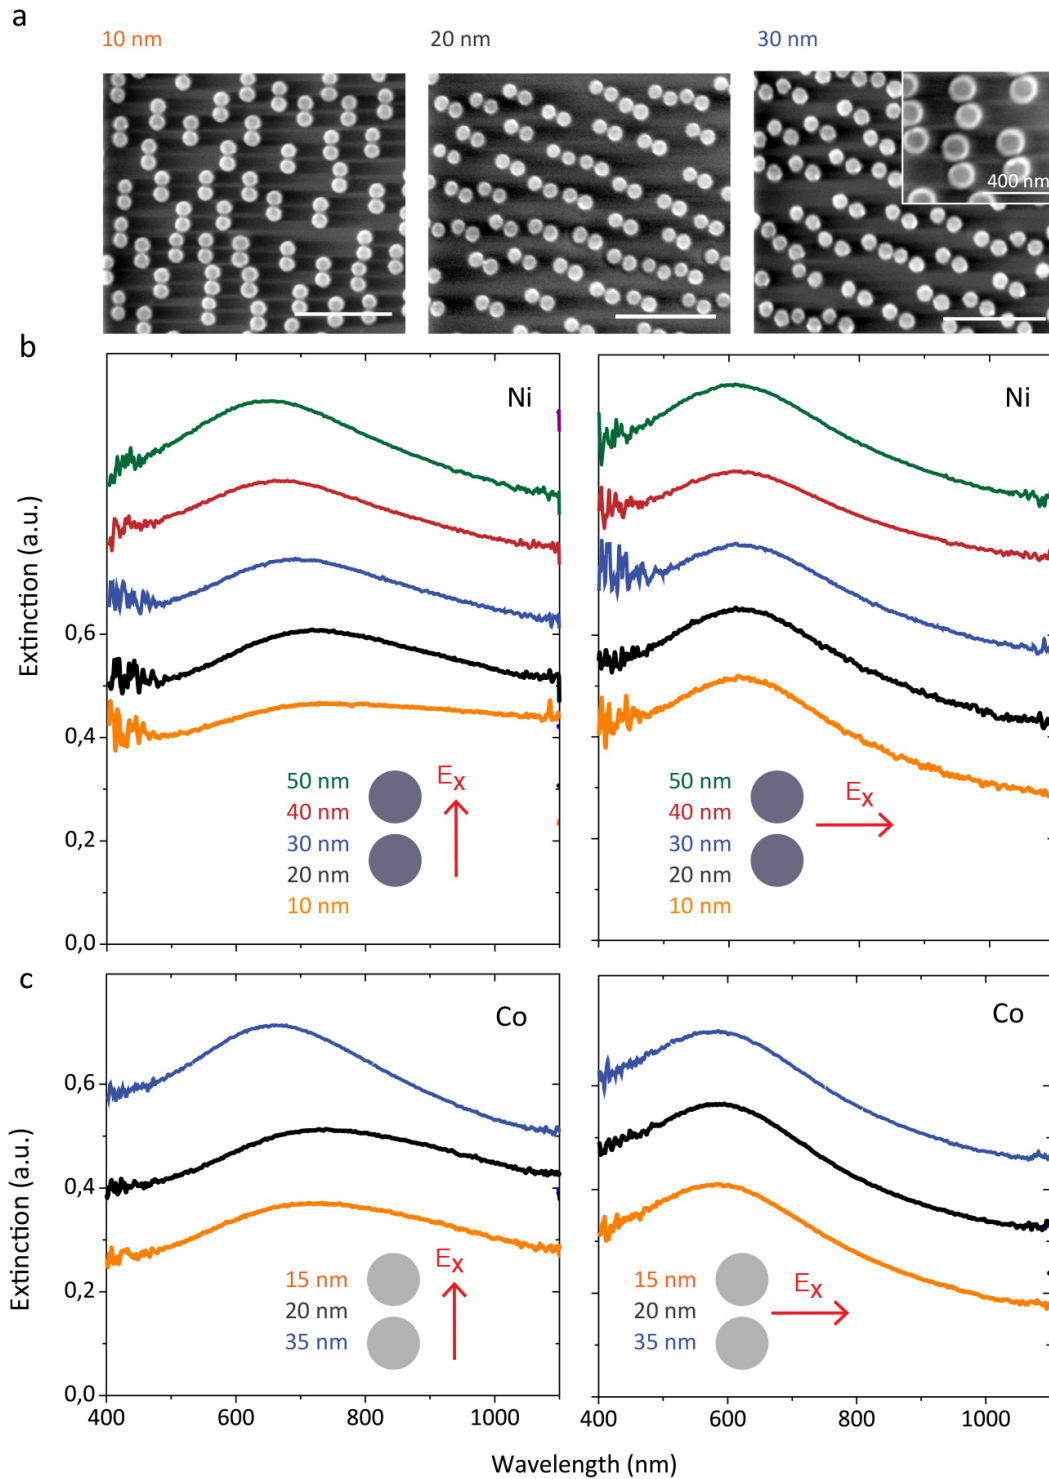 a
10 nm
20 nm
30 nm
400 nm
b
Ni
Ni
Extinction (a.u.)
0,6
0,4
0,2
0,0
50 nm
40 nm
30 nm
20 nm
10 nm
Ex
50 nm
40 nm
30 nm
20 nm
10 nm
Ex
c
Co
Co
Extinction (a.u.)
0,6
0,4
0,2
0,0
15 nm
20 nm
35 nm
Ex
15 nm
20 nm
35 nm
Ex
400
600
800
1000
400
600
800
1000
Wavelength (nm)